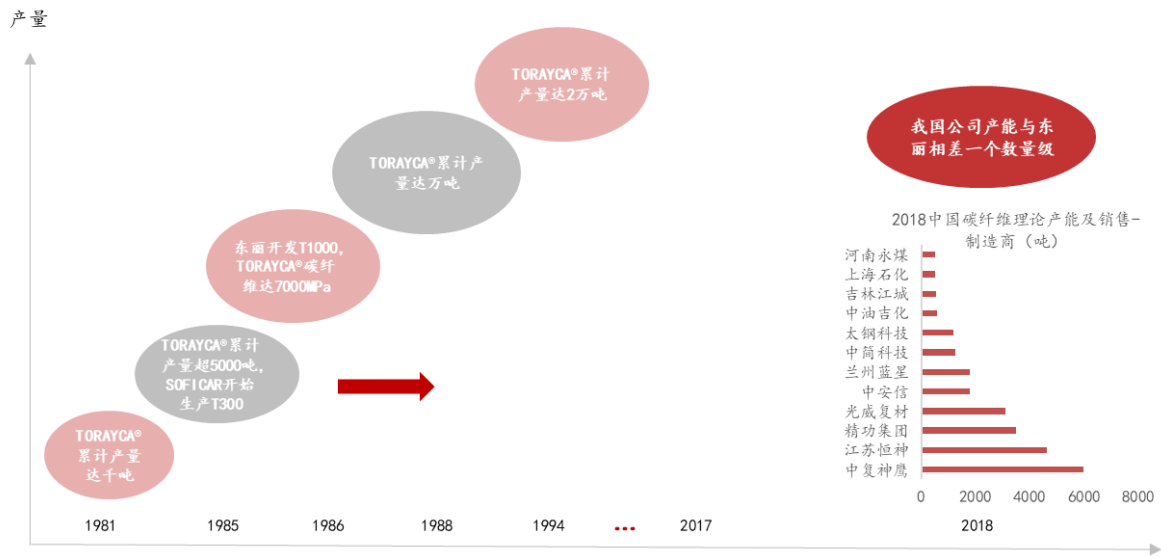 产量
TORAYCA®累计
产量达2万吨
TORAYCA®累计产
量达万吨
东丽开发T1000,
TORAYCA®碳纤
维达7000MPa
TORAYCA®累计
产量超5000吨,
SOFICAR开始
生产T300
TORAYCA®
累计产量
达千吨
我国公司产能与东
丽相差一个数量级
2018中国碳纤维理论产能及销售-
制造商（吨）
河南永煤
上海石化
吉林江城
中油吉化
太钢科技
中简科技
兰州蓝星
中安信
光威复材
精功集团
江苏恒神
中复神鹰
0 2000 4000 6000 8000
1981 1985 1986 1988 1994 ... 2017 2018